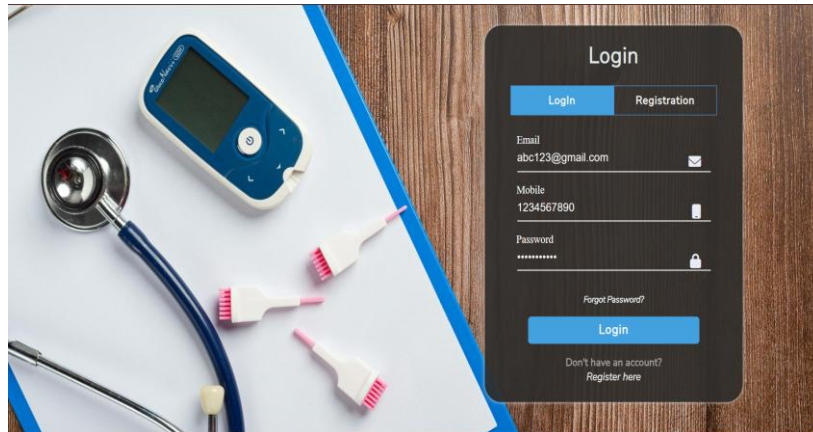 Login
LogIn Registration
Email
abc123@gmail.com
Mobile
1234567890
Password
•••••••••••
Forgot Password?
Login
Don't have an account?
Register here